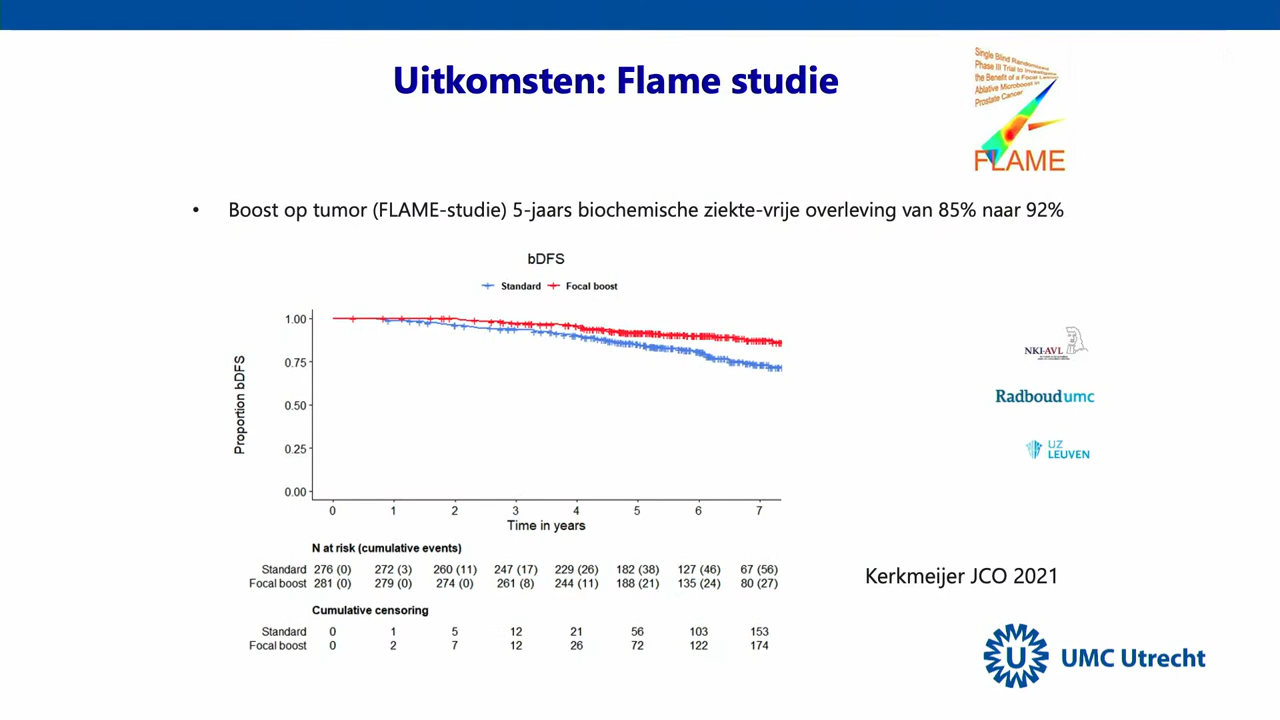 Uitkomsten: Flame studie
Single Blind Randomized
Phase III Trial to Investigate
the Benefit of a Focal
Ablative Microboost in
Prostate Cancer
FLAME
• Boost op tumor (FLAME-studie) 5-jaars biochemische ziekte-vrije overleving van 85% naar 92%
bDFS
Standard Focal boost
1.00
0.75
0.50
0.25
0.00
Proportion bDFS
0 1 2 3 4 5 6 7
Time in years
N at risk (cumulative events)
Standard 276 (0) 272 (3) 260 (11) 247 (17) 229 (26) 182 (38) 127 (46) 67 (56)
Focal boost 281 (0) 279 (0) 274 (0) 261 (8) 244 (11) 188 (21) 135 (24) 80 (27)
Cumulative censoring
Standard 0 1 5 12 21 56 103 153
Focal boost 0 2 7 12 26 72 122 174
NKI-AVL
Radboudumc
UZ
LEUVEN
Kerkmeijer JCO 2021
U
UMC Utrecht